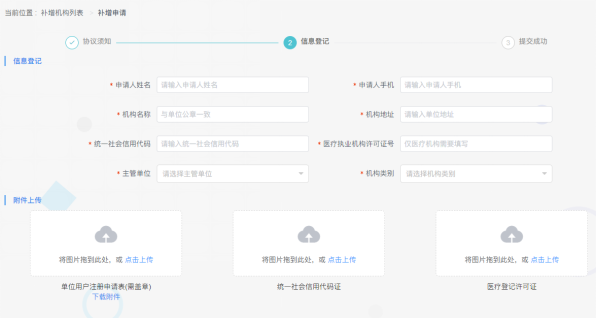 当前位置：补增机构列表 > 补增申请
协议须知
2 信息登记
3 提交成功
信息登记
* 申请人姓名 请输入申请人姓名
* 申请人手机 请输入申请人手机
* 机构名称 与单位公章一致
* 机构地址 请输入单位地址
* 统一社会信用代码 请输入统一社会信用代码
* 医疗执业机构许可证号 仅医疗机构需要填写
* 主管单位 请选择主管单位
* 机构类别 请选择机构类别
附件上传
将图片拖到此处，或 点击上传
将图片拖到此处，或 点击上传
将图片拖到此处，或 点击上传
单位用户注册申请表(需盖章)
下载附件
统一社会信用代码证
医疗登记许可证